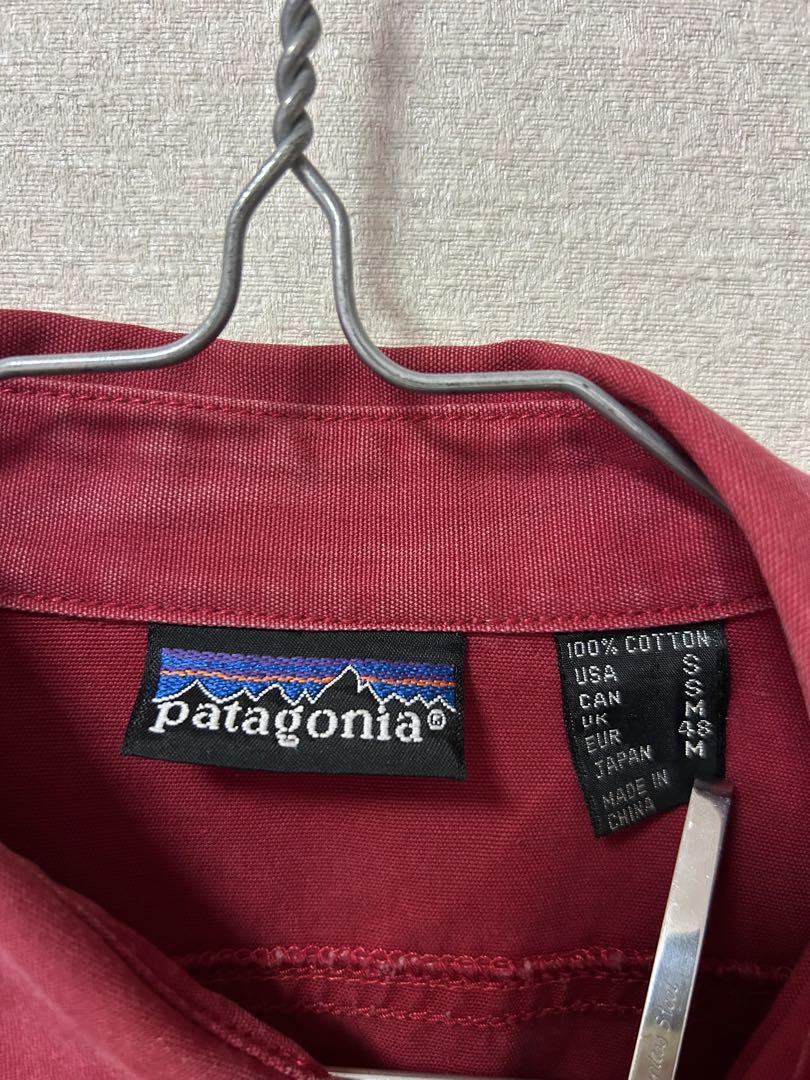 patagonia®
100% COTTON
USA S
CAN S
UK M
EUR 48
JAPAN M
MADE IN
CHINA